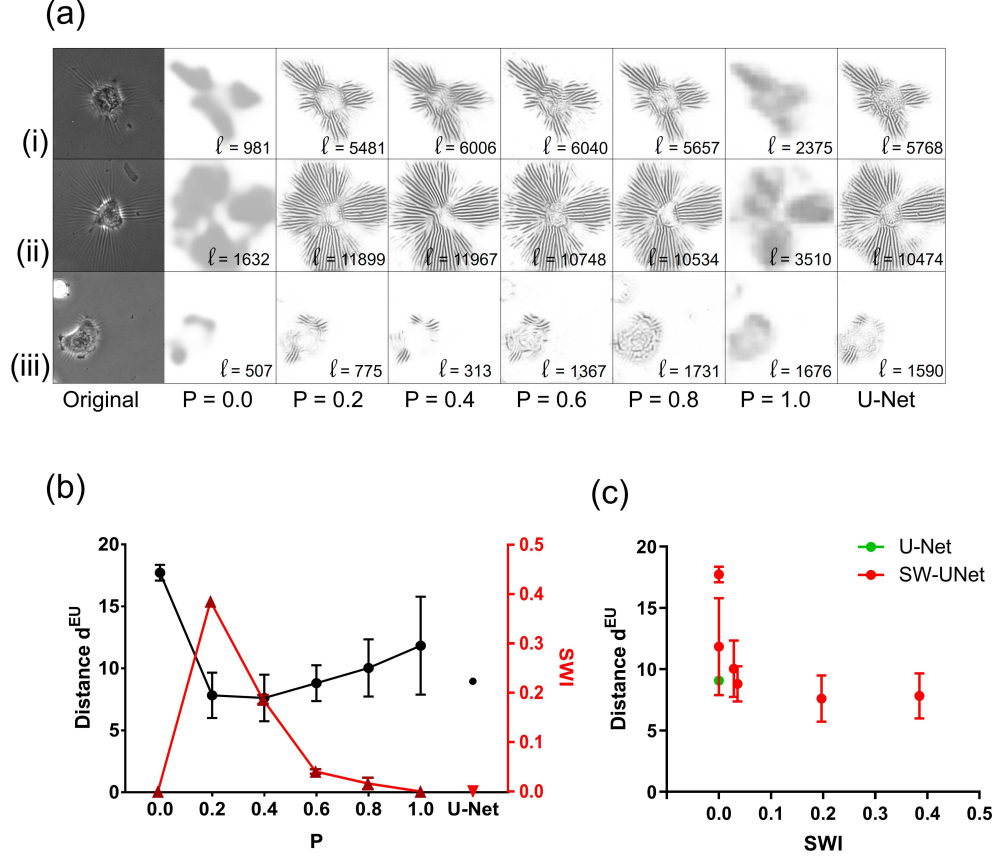 (a)
(i)
ℓ = 981
ℓ = 5481
ℓ = 6006
ℓ = 6040
ℓ = 5657
ℓ = 2375
ℓ = 5768
(ii)
ℓ = 1632
ℓ = 11899
ℓ = 11967
ℓ = 10748
ℓ = 10534
ℓ = 3510
ℓ = 10474
(iii)
ℓ = 507
ℓ = 775
ℓ = 313
ℓ = 1367
ℓ = 1731
ℓ = 1676
ℓ = 1590
Original P = 0.0 P = 0.2 P = 0.4 P = 0.6 P = 0.8 P = 1.0 U-Net
(b)
Distance d^EU
20
15
10
5
0
0.0 0.2 0.4 0.6 0.8 1.0 U-Net
P
0.5
0.4
0.3
0.2
0.1
0.0
SWI
(c)
U-Net
SW-UNet
Distance d^EU
20
15
10
5
0
0.0 0.1 0.2 0.3 0.4 0.5
SWI